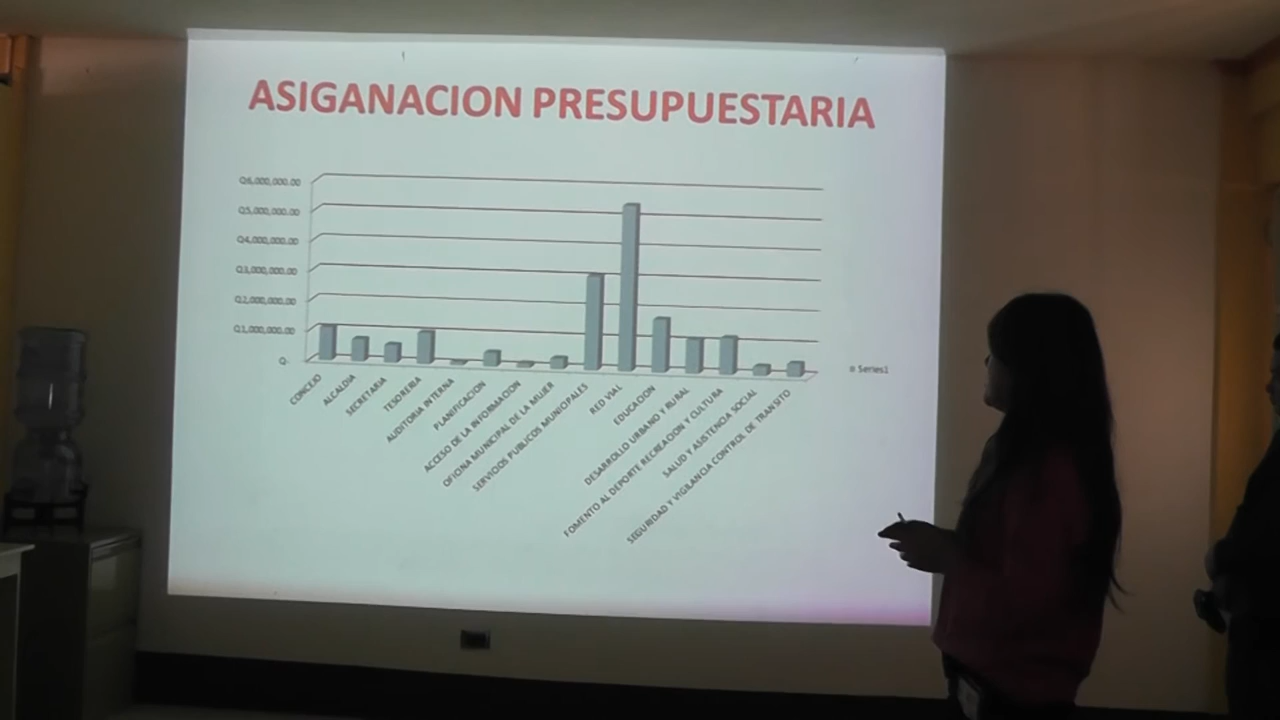 ASIGANACION PRESUPUESTARIA
Q6,000,000.00
Q5,000,000.00
Q4,000,000.00
Q3,000,000.00
Q2,000,000.00
Q1,000,000.00
Q-
CONCEJO
ALCALDIA
SECRETARIA
TESORERIA
AUDITORIA INTERNA
PLANIFICACION
ACCESO DE LA INFORMACION
OFICINA MUNICIPAL DE LA MUJER
SERVICIOS PUBLICOS MUNICIPALES
RED VIAL
EDUCACION
DESARROLLO URBANO Y RURAL
FOMENTO AL DEPORTE RECREACION Y CULTURA
SALUD Y ASISTENCIA SOCIAL
SEGURIDAD Y VIGILANCIA CONTROL DE TRANSITO
Series1